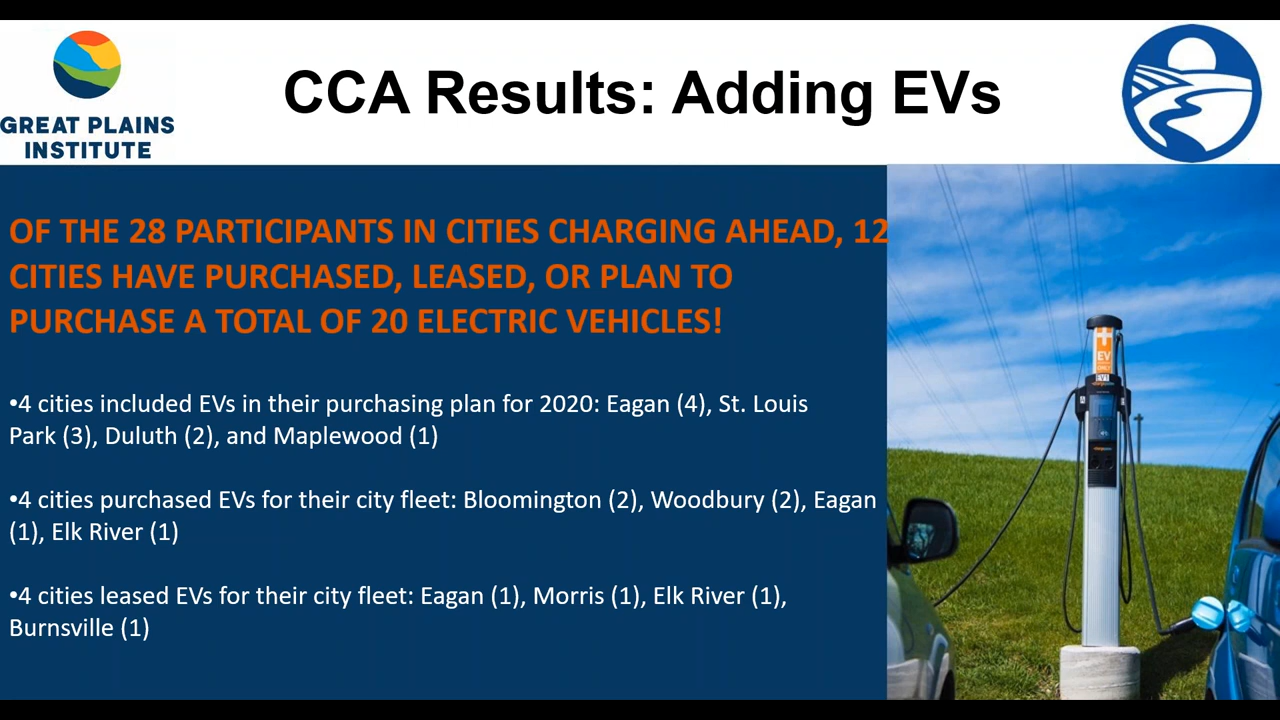 GREAT PLAINS
INSTITUTE
CCA Results: Adding EVs
OF THE 28 PARTICIPANTS IN CITIES CHARGING AHEAD, 12
CITIES HAVE PURCHASED, LEASED, OR PLAN TO
PURCHASE A TOTAL OF 20 ELECTRIC VEHICLES!
•4 cities included EVs in their purchasing plan for 2020: Eagan (4), St. Louis
Park (3), Duluth (2), and Maplewood (1)
•4 cities purchased EVs for their city fleet: Bloomington (2), Woodbury (2), Eagan
(1), Elk River (1)
•4 cities leased EVs for their city fleet: Eagan (1), Morris (1), Elk River (1),
Burnsville (1)
EV
ONLY
EV1